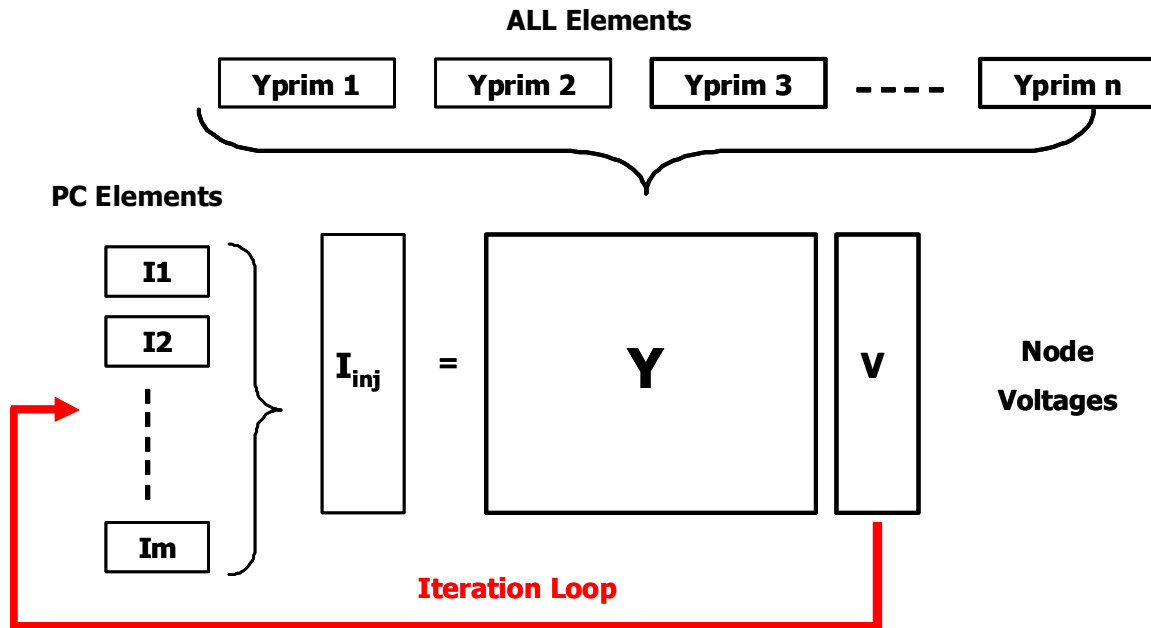 ALL Elements
Yprim 1
Yprim 2
Yprim 3
Yprim n
PC Elements
I1
I2
Im
Iinj
=
Y
V
Node
Voltages
Iteration Loop